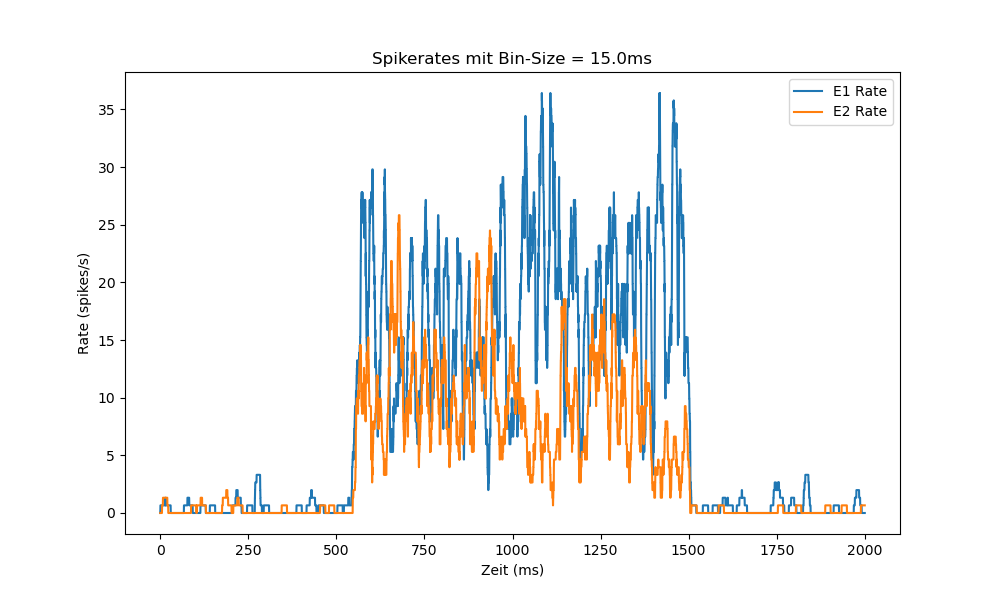 Spikerates mit Bin-Size = 15.0ms
E1 Rate
E2 Rate
Rate (spikes/s)
35
30
25
20
15
10
5
0
0 250 500 750 1000 1250 1500 1750 2000
Zeit (ms)